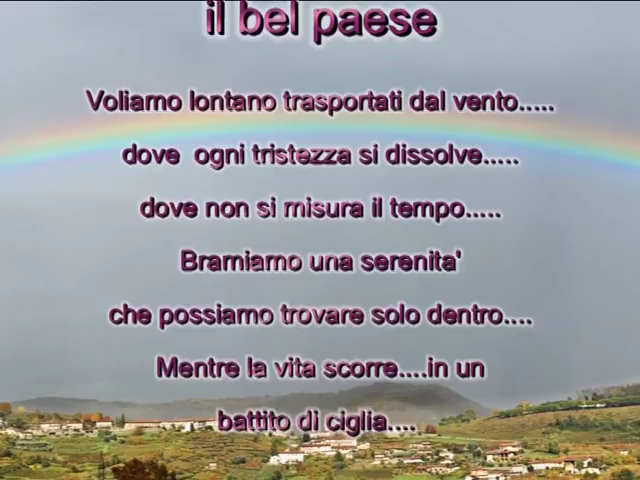 il bel paese
Voliamo lontano trasportati dal vento.....
dove ogni tristezza si dissolve.....
dove non si misura il tempo.....
Bramiamo una serenita'
che possiamo trovare solo dentro....
Mentre la vita scorre....in un
battito di ciglia....